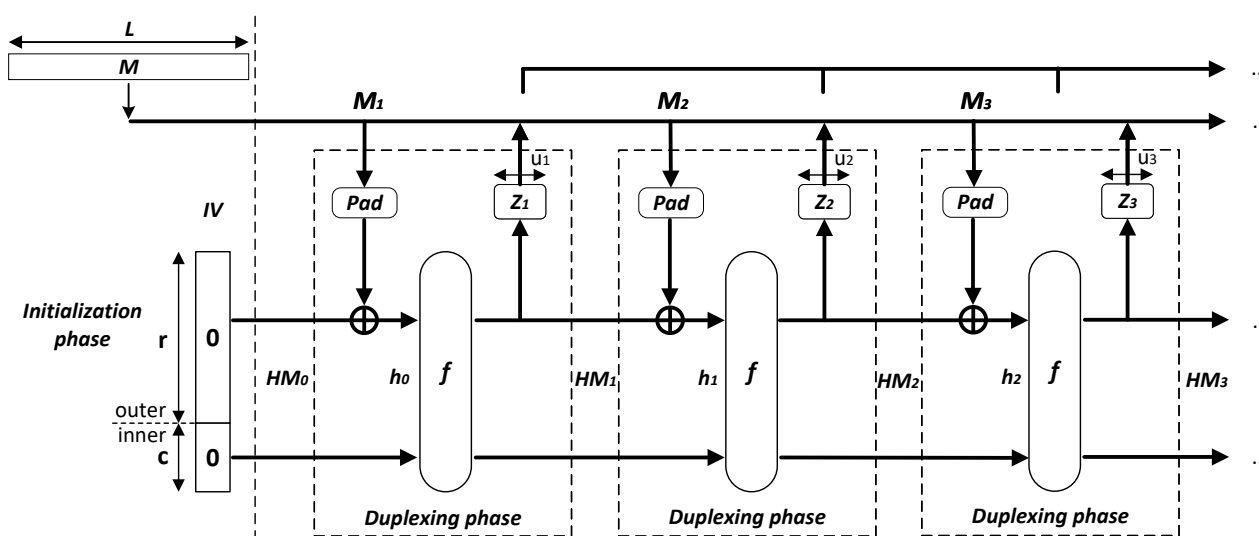 L
M
..
M1 M2 M3
.
u1 u2 u3
Pad Z1 Pad Z2 Pad Z3
IV
Initialization
phase
r
0
.
HM0 h0 f HM1 h1 f HM2 h2 f HM3
outer
inner
c
0
.
Duplexing phase Duplexing phase Duplexing phase